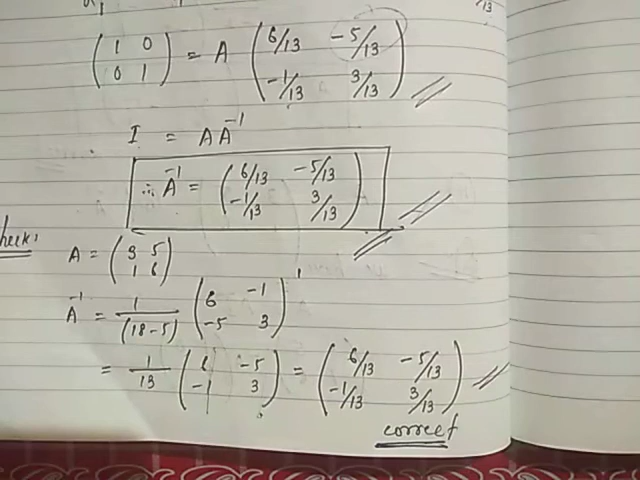 ( 1 0 ; 0 1 ) = A ( 6/13 -5/13 ; -1/13 3/13 )
I = AA⁻¹
∴ A⁻¹ = ( 6/13 -5/13 ; -1/13 3/13 )
A = ( 3 5 ; 1 6 )
A⁻¹ = 1/(18-5) ( 6 -1 ; -5 3 )'
= 1/13 ( 6 -5 ; -1 3 ) = ( 6/13 -5/13 ; -1/13 3/13 )
correct